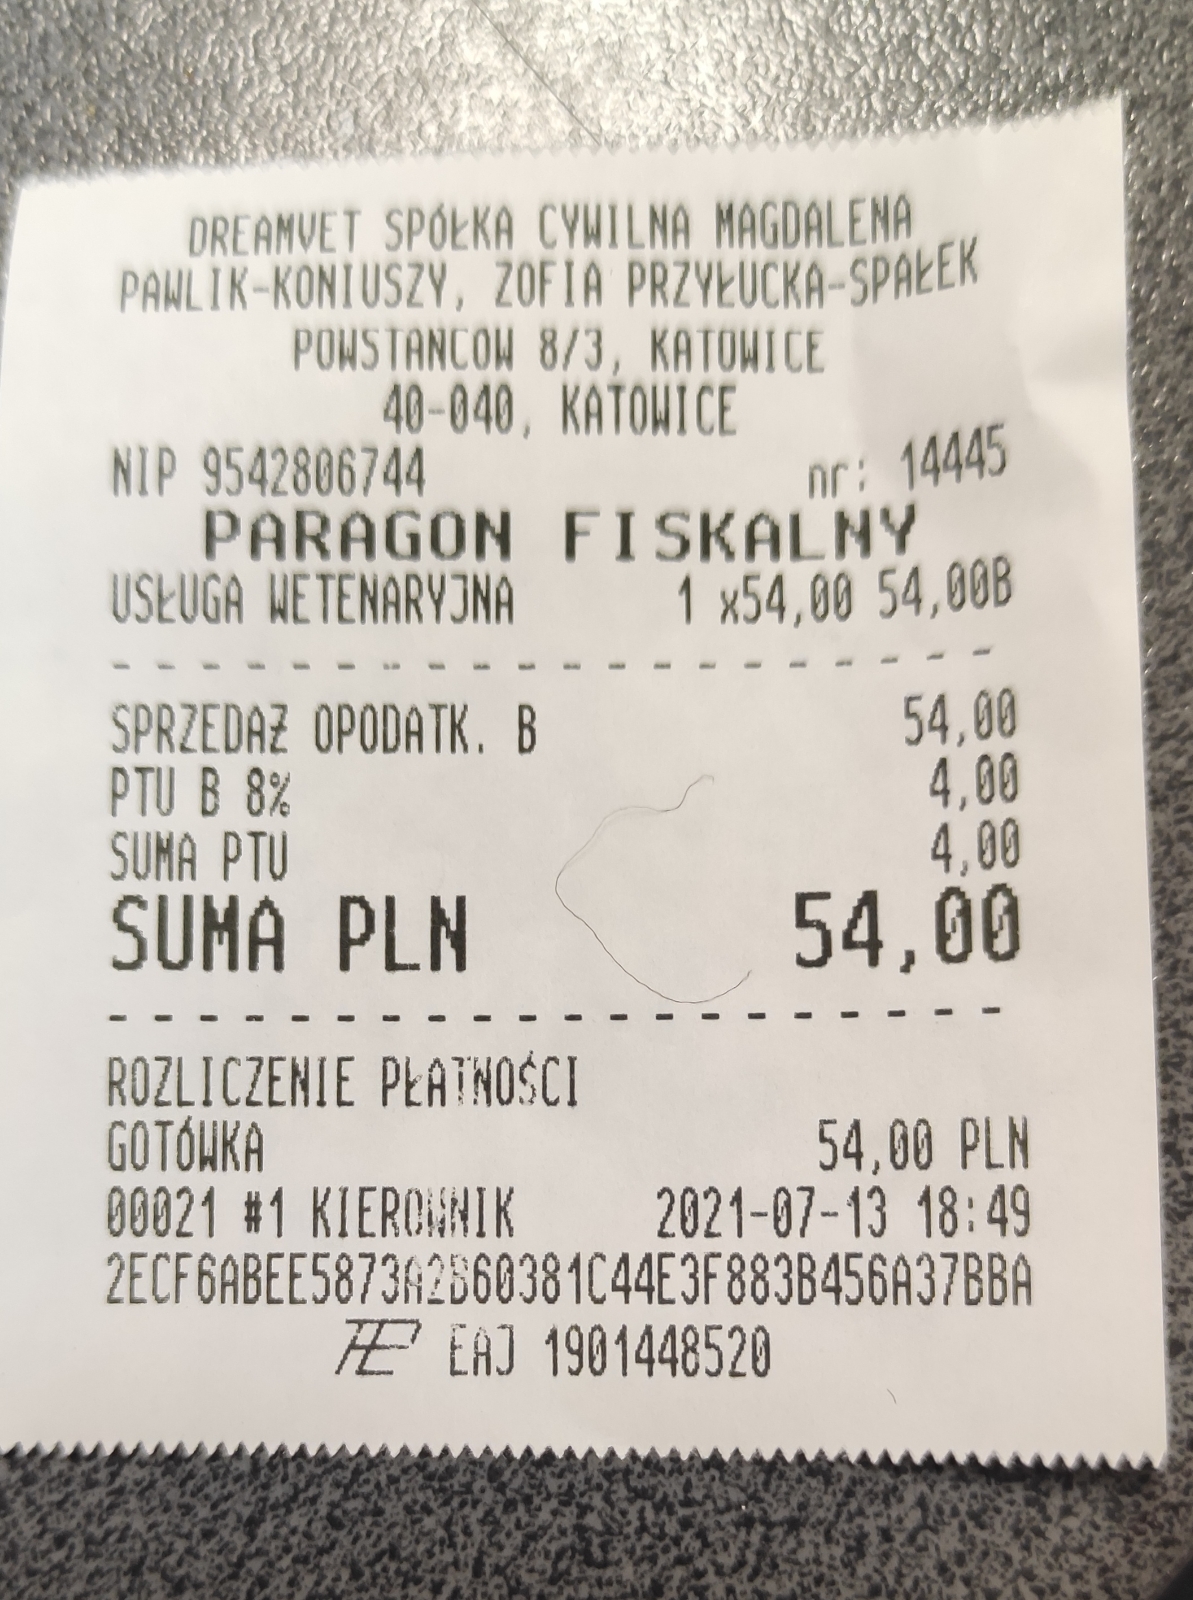 DREAMVET SPÓŁKA CYWILNA MAGDALENA
PAWLIK-KONIUSZY, ZOFIA PRZYŁUCKA-SPAŁEK
POWSTANCOW 8/3, KATOWICE
40-040, KATOWICE
NIP 9542806744 nr: 14445
PARAGON FISKALNY
USŁUGA WETENARYJNA 1 x54,00 54,00B
SPRZEDAŻ OPODATK. B 54,00
PTU B 8% 4,00
SUMA PTU 4,00
SUMA PLN 54,00
ROZLICZENIE PŁATNOŚCI
GOTÓWKA 54,00 PLN
00021 #1 KIEROWNIK 2021-07-13 18:49
2ECF6ABEE5873A2B60381C44E3F883B456A37BBA
EAJ 1901448520